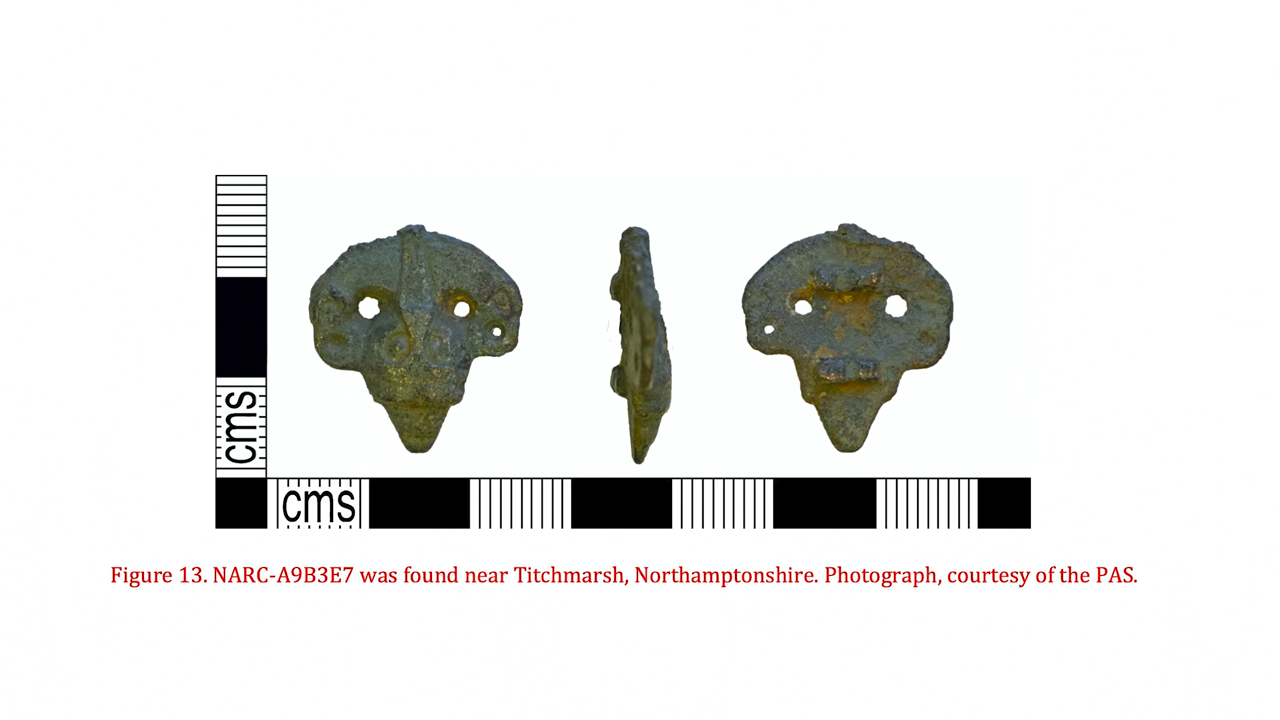 cms
cms
Figure 13. NARC-A9B3E7 was found near Titchmarsh, Northamptonshire. Photograph, courtesy of the PAS.